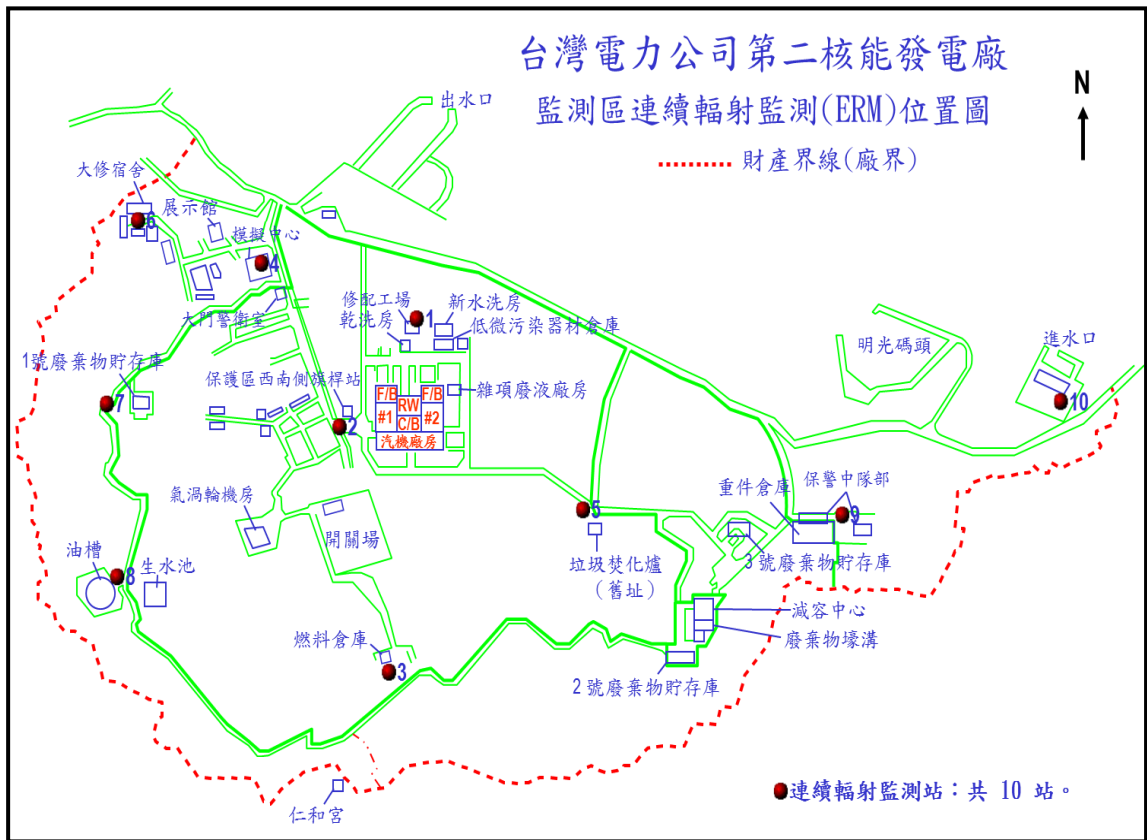 台灣電力公司第二核能發電廠
監測區連續輻射監測(ERM)位置圖
財產界線(廠界)
N
出水口
大修宿舍
6
展示館
模擬中心
4
大門警衛室
修配工場
1
新水洗房
乾洗房
低微污染器材倉庫
明光碼頭
進水口
10
1號廢棄物貯存庫
7
保護區西南側旗桿站
2
F/B
F/B
#1
RW
#2
C/B
汽機廠房
雜項廢液廠房
氣渦輪機房
開關場
5
垃圾焚化爐
(舊址)
重件倉庫
保警中隊部
9
3號廢棄物貯存庫
油槽
8
生水池
減容中心
廢棄物壕溝
燃料倉庫
3
2號廢棄物貯存庫
仁和宮
連續輻射監測站：共 10 站。